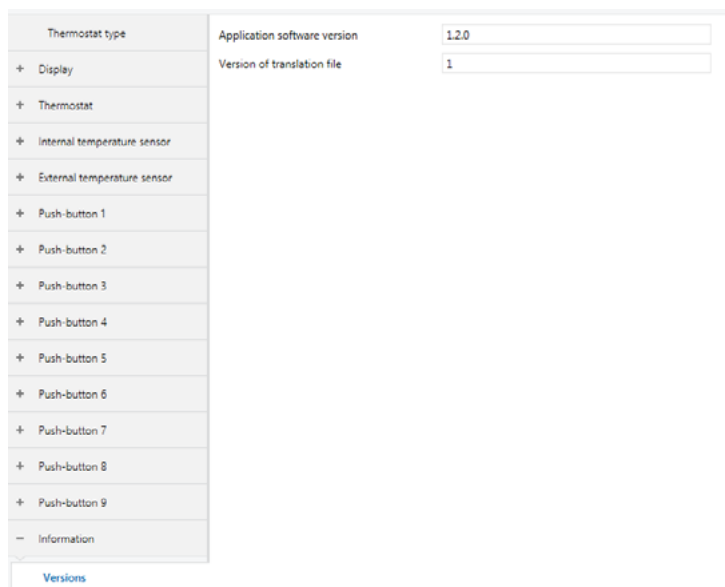 Thermostat type
+ Display
+ Thermostat
+ Internal temperature sensor
+ External temperature sensor
+ Push-button 1
+ Push-button 2
+ Push-button 3
+ Push-button 4
+ Push-button 5
+ Push-button 6
+ Push-button 7
+ Push-button 8
+ Push-button 9
− Information
Versions
Application software version 1.2.0
Version of translation file 1